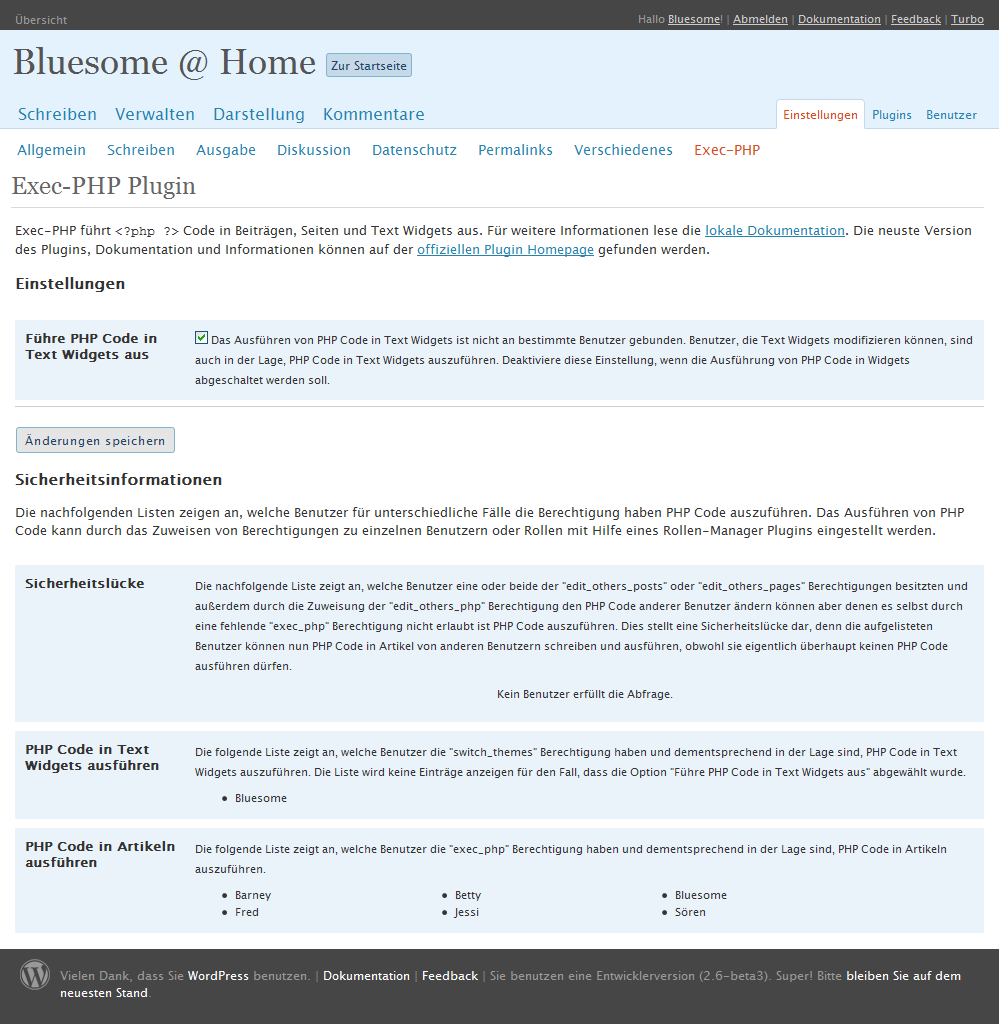 Übersicht
Hallo Bluesome! | Abmelden | Dokumentation | Feedback | Turbo
Bluesome @ Home
Zur Startseite
Schreiben Verwalten Darstellung Kommentare
Einstellungen Plugins Benutzer
Allgemein Schreiben Ausgabe Diskussion Datenschutz Permalinks Verschiedenes Exec-PHP
Exec-PHP Plugin
Exec-PHP führt <?php ?> Code in Beiträgen, Seiten und Text Widgets aus. Für weitere Informationen lese die lokale Dokumentation. Die neuste Version
des Plugins, Dokumentation und Informationen können auf der offiziellen Plugin Homepage gefunden werden.
Einstellungen
Führe PHP Code in
Text Widgets aus
Das Ausführen von PHP Code in Text Widgets ist nicht an bestimmte Benutzer gebunden. Benutzer, die Text Widgets modifizieren können, sind
auch in der Lage, PHP Code in Text Widgets auszuführen. Deaktiviere diese Einstellung, wenn die Ausführung von PHP Code in Widgets
abgeschaltet werden soll.
Änderungen speichern
Sicherheitsinformationen
Die nachfolgenden Listen zeigen an, welche Benutzer für unterschiedliche Fälle die Berechtigung haben PHP Code auszuführen. Das Ausführen von PHP
Code kann durch das Zuweisen von Berechtigungen zu einzelnen Benutzern oder Rollen mit Hilfe eines Rollen-Manager Plugins eingestellt werden.
Sicherheitslücke
Die nachfolgende Liste zeigt an, welche Benutzer eine oder beide der "edit_others_posts" oder "edit_others_pages" Berechtigungen besitzten und
außerdem durch die Zuweisung der "edit_others_php" Berechtigung den PHP Code anderer Benutzer ändern können aber denen es selbst durch
eine fehlende "exec_php" Berechtigung nicht erlaubt ist PHP Code auszuführen. Dies stellt eine Sicherheitslücke dar, denn die aufgelisteten
Benutzer können nun PHP Code in Artikel von anderen Benutzern schreiben und ausführen, obwohl sie eigentlich überhaupt keinen PHP Code
ausführen dürfen.
Kein Benutzer erfüllt die Abfrage.
PHP Code in Text
Widgets ausführen
Die folgende Liste zeigt an, welche Benutzer die "switch_themes" Berechtigung haben und dementsprechend in der Lage sind, PHP Code in Text
Widgets auszuführen. Die Liste wird keine Einträge anzeigen für den Fall, dass die Option "Führe PHP Code in Text Widgets aus" abgewählt wurde.
• Bluesome
PHP Code in Artikeln
ausführen
Die folgende Liste zeigt an, welche Benutzer die "exec_php" Berechtigung haben und dementsprechend in der Lage sind, PHP Code in Artikeln
auszuführen.
• Barney • Betty • Bluesome
• Fred • Jessi • Sören
Vielen Dank, dass Sie WordPress benutzen. | Dokumentation | Feedback | Sie benutzen eine Entwicklerversion (2.6-beta3). Super! Bitte bleiben Sie auf dem
neuesten Stand.